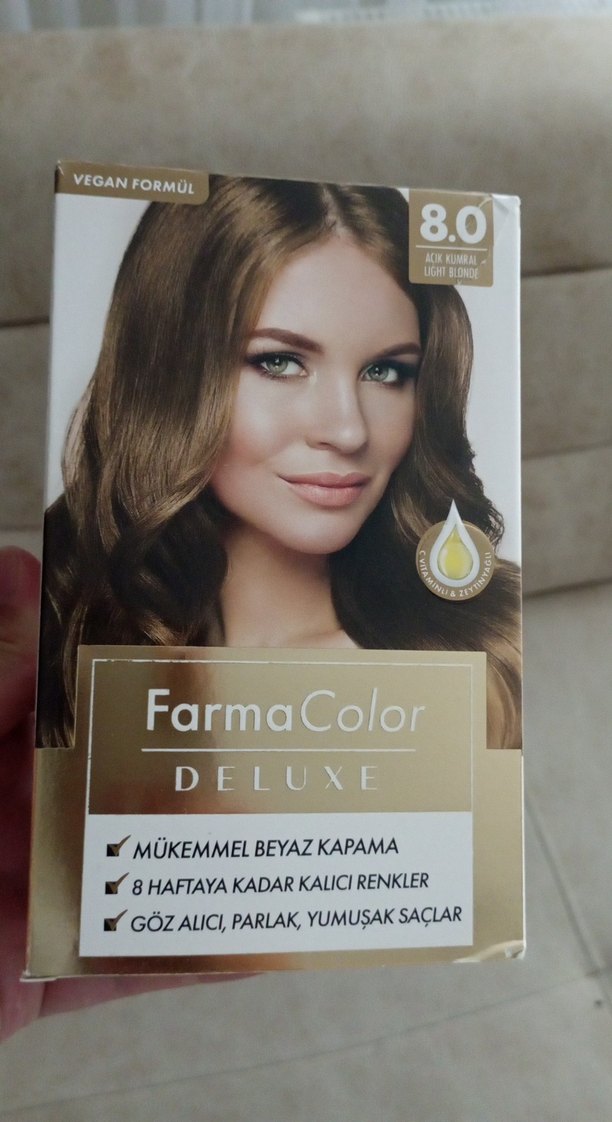 VEGAN FORMÜL
8.0
AÇIK KUMRAL
LIGHT BLONDE
C VİTAMİNLİ & ZEYTİNYAĞLI
FarmaColor
DELUXE
MÜKEMMEL BEYAZ KAPAMA
8 HAFTAYA KADAR KALICI RENKLER
GÖZ ALICI, PARLAK, YUMUŞAK SAÇLAR